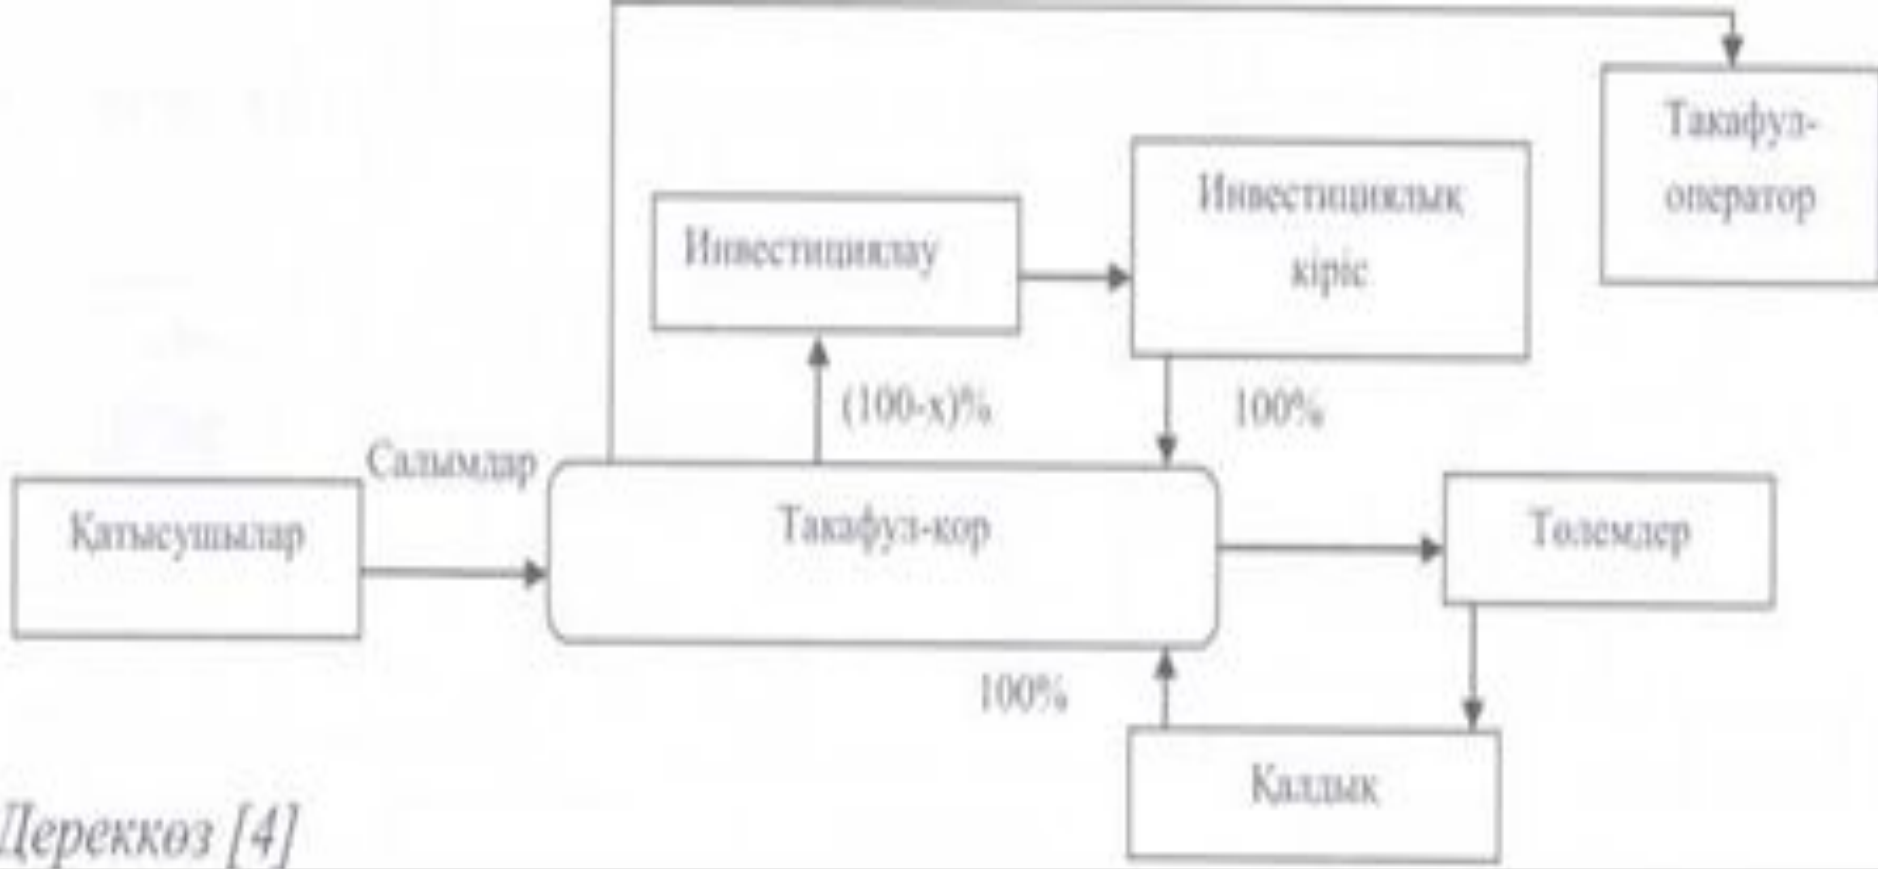 Такафул-
оператор
Инвестициялық
кіріс
Инвестициялау
(100-х)%
100%
Салымдар
Қатысушылар
Такафул-қор
Төлемдер
100%
Қалдық
Дереккөз [4]